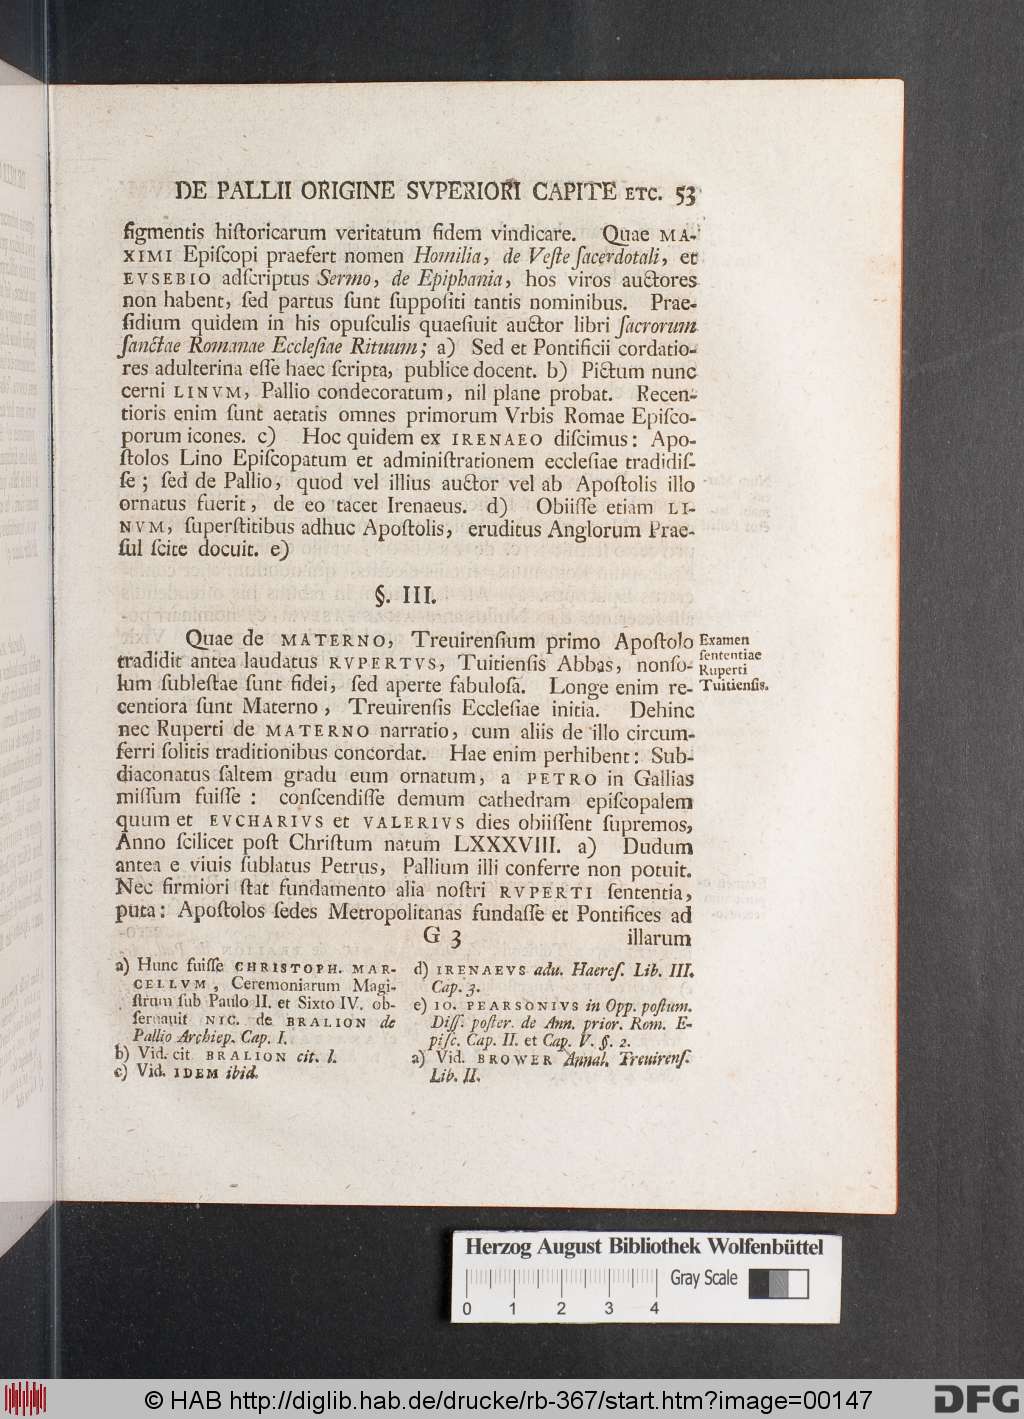 DE PALLII ORIGINE SVPERIORI CAPITE ETC. 53
figmentis hiſtoricarum veritatum fidem vindicare. Quae MA-
XIMI Epiſcopi praefert nomen Homilia, de Veſte ſacerdotali, et
EVSEBIO adſcriptus Sermo, de Epiphania, hos viros auctores
non habent, ſed partus ſunt ſuppoſiti tantis nominibus. Prae-
ſidium quidem in his opuſculis quaeſiuit auctor libri ſacrorum
ſanctae Romanae Eccleſiae Rituum; a) Sed et Pontificii cordatio-
res adulterina eſſe haec ſcripta, publice docent. b) Pictum nunc
cerni LINVM, Pallio condecoratum, nil plane probat. Recen-
tioris enim ſunt aetatis omnes primorum Vrbis Romae Epiſco-
porum icones. c) Hoc quidem ex IRENAEO diſcimus: Apo-
ſtolos Lino Epiſcopatum et adminiſtrationem eccleſiae tradidiſ-
ſe; ſed de Pallio, quod vel illius auctor vel ab Apoſtolis illo
ornatus fuerit, de eo tacet Irenaeus. d) Obiiſſe etiam LI-
NVM, ſuperſtitibus adhuc Apoſtolis, eruditus Anglorum Prae-
ſul ſcite docuit. e)
§. III.
Quae de MATERNO, Treuirenſium primo Apoſtolo
tradidit antea laudatus RVPERTVS, Tuitienſis Abbas, nonſo-
lum ſubleſtae ſunt fidei, ſed aperte fabuloſa. Longe enim re-
centiora ſunt Materno, Treuirenſis Eccleſiae initia. Dehinc
nec Ruperti de MATERNO narratio, cum aliis de illo circum-
ferri ſolitis traditionibus concordat. Hae enim perhibent: Sub-
diaconatus ſaltem gradu eum ornatum, a PETRO in Gallias
miſſum fuiſſe: conſcendiſſe demum cathedram epiſcopalem
quum et EVCHARIVS et VALERIVS dies obiiſſent ſupremos,
Anno ſcilicet poſt Chriſtum natum LXXXVIII. a) Dudum
antea e viuis ſublatus Petrus, Pallium illi conferre non potuit.
Nec firmiori ſtat fundamento alia noſtri RVPERTI ſententia,
puta: Apoſtolos ſedes Metropolitanas fundaſſe et Pontifices ad
G 3 illarum
Examen
ſententiae
Ruperti
Tuitienſis.
a) Hunc fuiſſe CHRISTOPH. MAR-
CELLVM, Ceremoniarum Magi-
ſtrum ſub Paulo II. et Sixto IV. ob-
ſeruauit NIC. de BRALION de
Pallio Archiep. Cap. I.
b) Vid. cit BRALION cit. l.
c) Vid. IDEM ibid.
d) IRENAEVS adu. Haereſ. Lib. III.
Cap. 3.
e) IO. PEARSONIVS in Opp. poſtum.
Diſſ. poſter. de Ann. prior. Rom. E-
piſc. Cap. II. et Cap. V. §. 2.
a) Vid. BROWER Annal. Treuirenſ.
Lib. II.
Herzog August Bibliothek Wolfenbüttel
Gray Scale
0 1 2 3 4
© HAB http://diglib.hab.de/drucke/rb-367/start.htm?image=00147
DFG